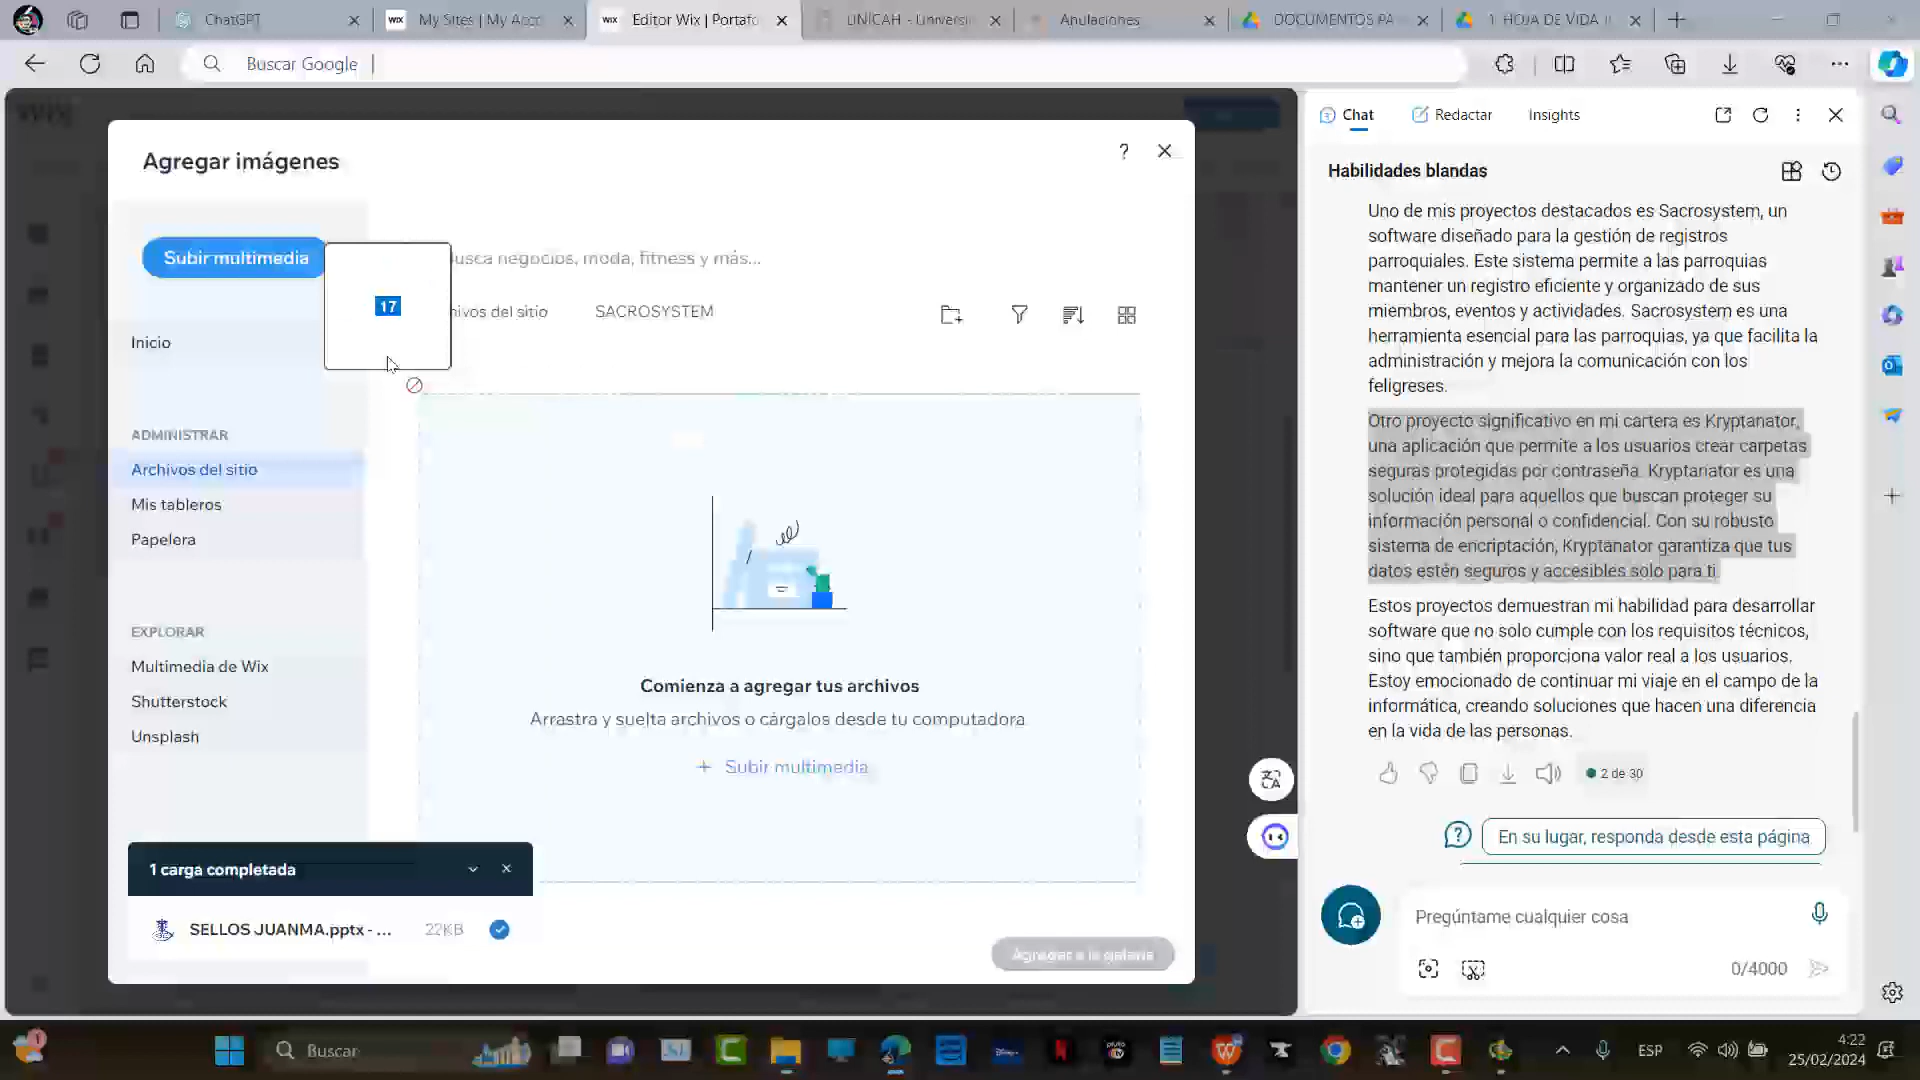 ChatGPT
My Sites | My Acco
Editor Wix | Portafo
UNICAH - Universi
Anulaciones
DOCUMENTOS PA
1. HOJA DE VIDA I
Buscar Google
Agregar imágenes
?
Subir multimedia
usca negocios, moda, fitness y más...
17
hivos del sitio
SACROSYSTEM
Inicio
ADMINISTRAR
Archivos del sitio
Mis tableros
Papelera
EXPLORAR
Multimedia de Wix
Shutterstock
Unsplash
Comienza a agregar tus archivos
Arrastra y suelta archivos o cárgalos desde tu computadora
+ Subir multimedia
1 carga completada
SELLOS JUANMA.pptx - ...
22KB
Agregar a la galería
Chat
Redactar
Insights
Habilidades blandas
Uno de mis proyectos destacados es Sacrosystem, un
software diseñado para la gestión de registros
parroquiales. Este sistema permite a las parroquias
mantener un registro eficiente y organizado de sus
miembros, eventos y actividades. Sacrosystem es una
herramienta esencial para las parroquias, ya que facilita la
administración y mejora la comunicación con los
feligreses.
Otro proyecto significativo en mi cartera es Kryptanator,
una aplicación que permite a los usuarios crear carpetas
seguras protegidas por contraseña. Kryptanator es una
solución ideal para aquellos que buscan proteger su
información personal o confidencial. Con su robusto
sistema de encriptación, Kryptanator garantiza que tus
datos estén seguros y accesibles solo para ti.
Estos proyectos demuestran mi habilidad para desarrollar
software que no solo cumple con los requisitos técnicos,
sino que también proporciona valor real a los usuarios.
Estoy emocionado de continuar mi viaje en el campo de la
informática, creando soluciones que hacen una diferencia
en la vida de las personas.
2 de 30
En su lugar, responda desde esta página
Pregúntame cualquier cosa
0/4000
Buscar
ESP
4:22
25/02/2024